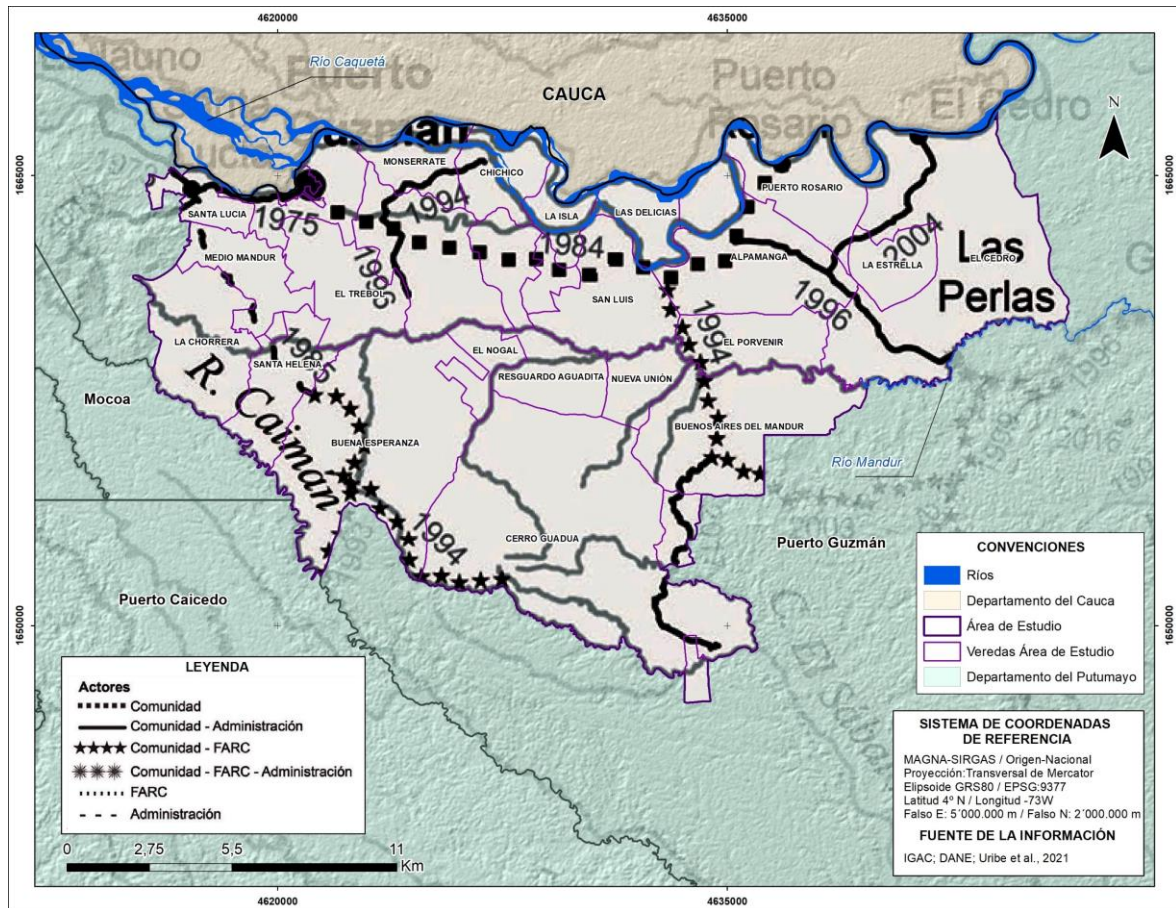 4620000
4635000
Río Caquetá
Puerto
Guzmán
CAUCA
Puerto
Rosario
El Cedro
N
1665000
1665000
MONSERRATE
CHICHICO
PUERTO ROSARIO
SANTA LUCIA
1975
1994
LA ISLA
LAS DELICIAS
1984
2004
Las
Perlas
MEDIO MANDUR
1995
ALPAMANGA
LA ESTRELLA
EL CEDRO
EL TREBOL
SAN LUIS
1996
LA CHORRERA
1985
SANTA HELENA
EL NOGAL
1994
EL PORVENIR
RESGUARDO AGUADITA
NUEVA UNIÓN
Mocoa
R. Caimán
BUENA ESPERANZA
BUENOS AIRES DEL MANDUR
Río Mandur
1994
CERRO GUADUA
Puerto Guzmán
Puerto Caicedo
1650000
1650000
CONVENCIONES
Ríos
Departamento del Cauca
Área de Estudio
Veredas Área de Estudio
Departamento del Putumayo
LEYENDA
Actores
Comunidad
Comunidad - Administración
Comunidad - FARC
Comunidad - FARC - Administración
FARC
Administración
0 2,75 5,5 11
Km
SISTEMA DE COORDENADAS
DE REFERENCIA
MAGNA-SIRGAS / Origen-Nacional
Proyección:Transversal de Mercator
Elipsoide GRS80 / EPSG:9377
Latitud 4º N / Longitud -73W
Falso E: 5´000.000 m / Falso N: 2´000.000 m
FUENTE DE LA INFORMACIÓN
IGAC; DANE; Uribe et al., 2021
4620000
4635000